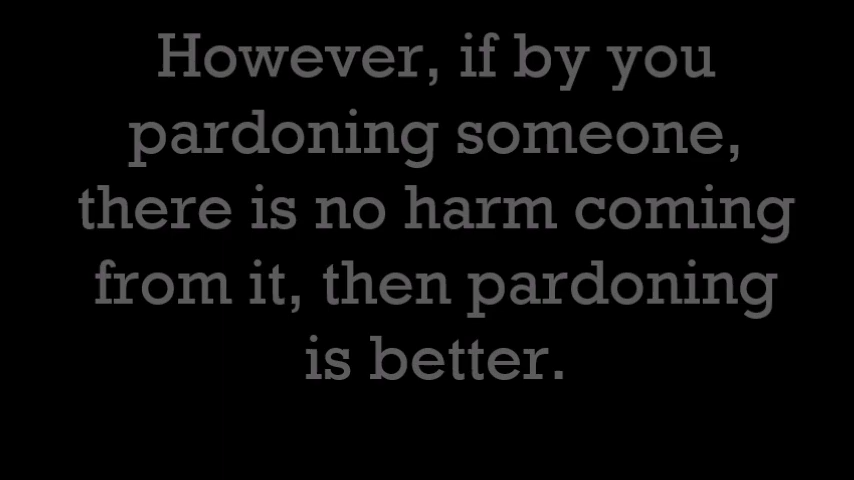 However, if by you
pardoning someone,
there is no harm coming
from it, then pardoning
is better.